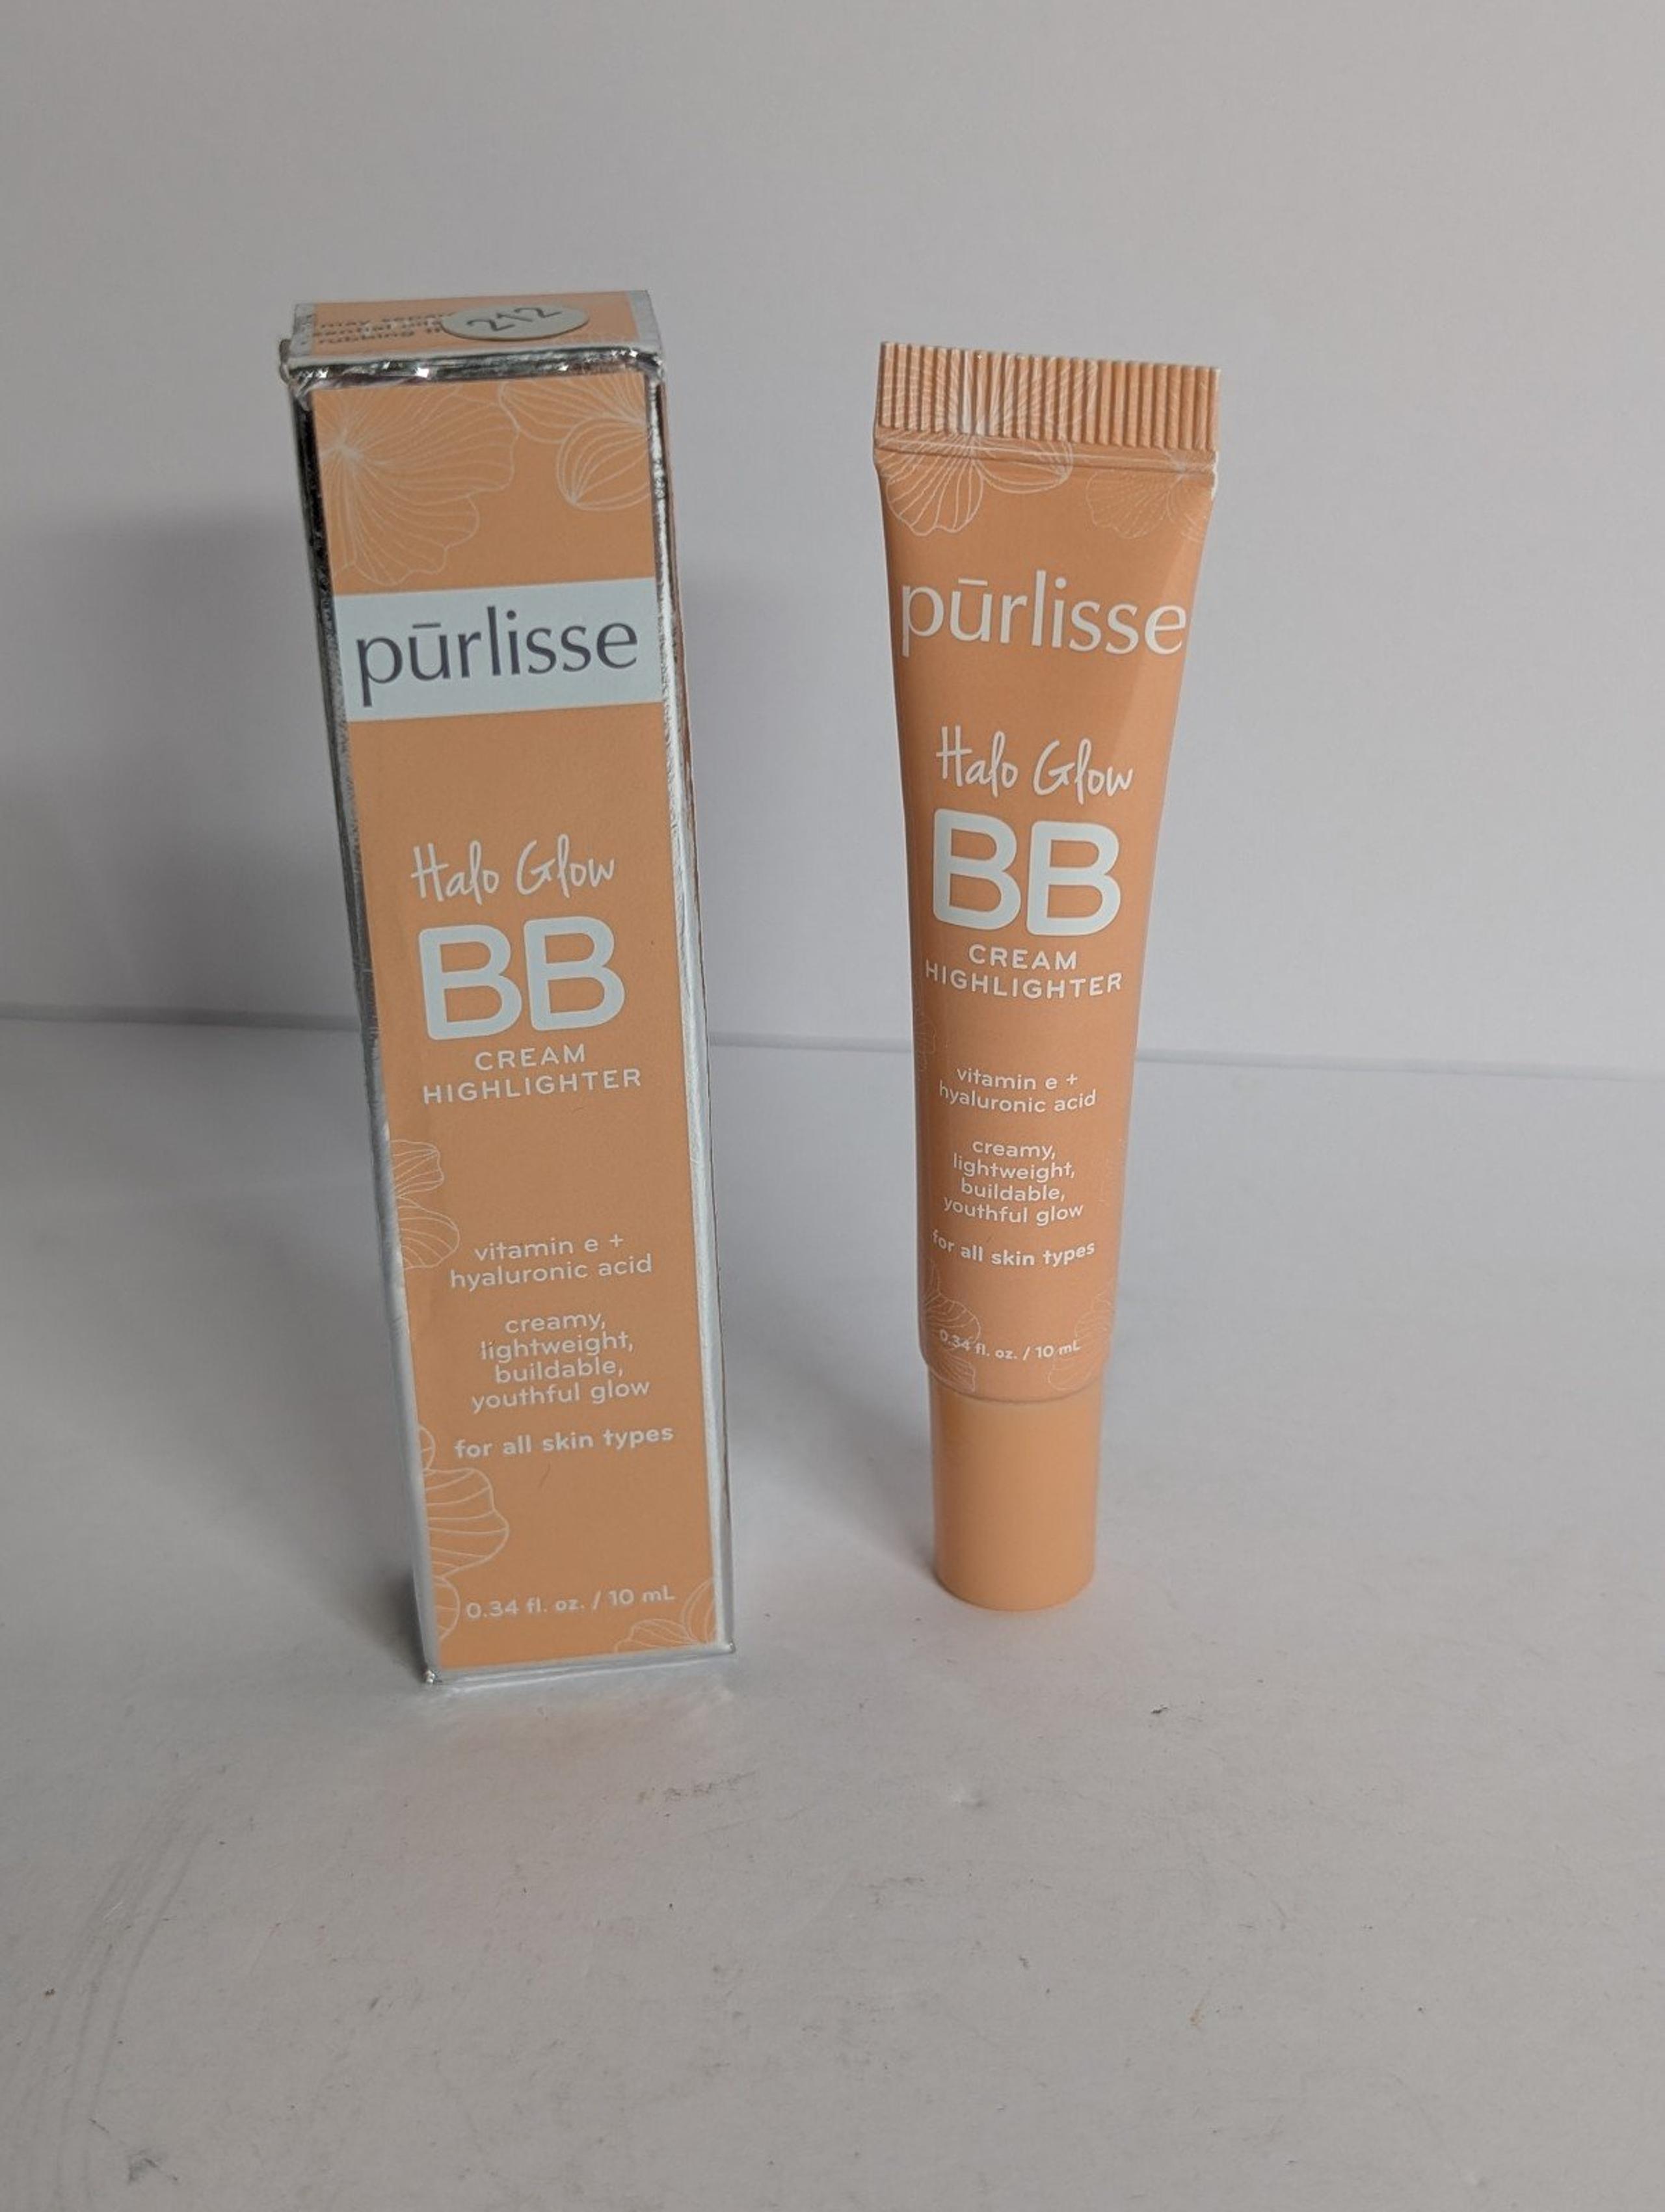 212
pūrlisse
Halo Glow
BB
CREAM
HIGHLIGHTER
vitamin e +
hyaluronic acid
creamy,
lightweight,
buildable,
youthful glow
for all skin types
0.34 fl. oz. / 10 mL
pūrlisse
Halo Glow
BB
CREAM
HIGHLIGHTER
vitamin e +
hyaluronic acid
creamy,
lightweight,
buildable,
youthful glow
for all skin types
0.34 fl. oz. / 10 mL